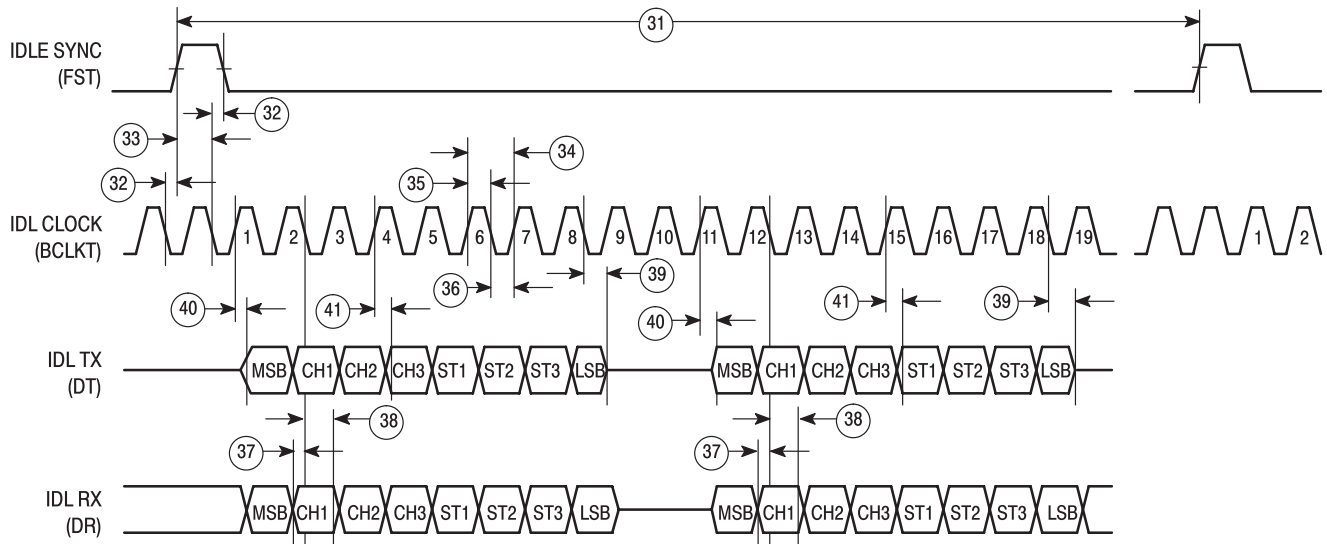 31
IDLE SYNC
(FST)
32
33
34
32
35
IDL CLOCK
(BCLKT)
1 2 3 4 5 6 7 8 9 10 11 12 13 14 15 16 17 18 19 1 2
39
36
40 41 41 39
40
IDL TX
(DT)
MSB CH1 CH2 CH3 ST1 ST2 ST3 LSB MSB CH1 CH2 CH3 ST1 ST2 ST3 LSB
38 38
37 37
IDL RX
(DR)
MSB CH1 CH2 CH3 ST1 ST2 ST3 LSB MSB CH1 CH2 CH3 ST1 ST2 ST3 LSB